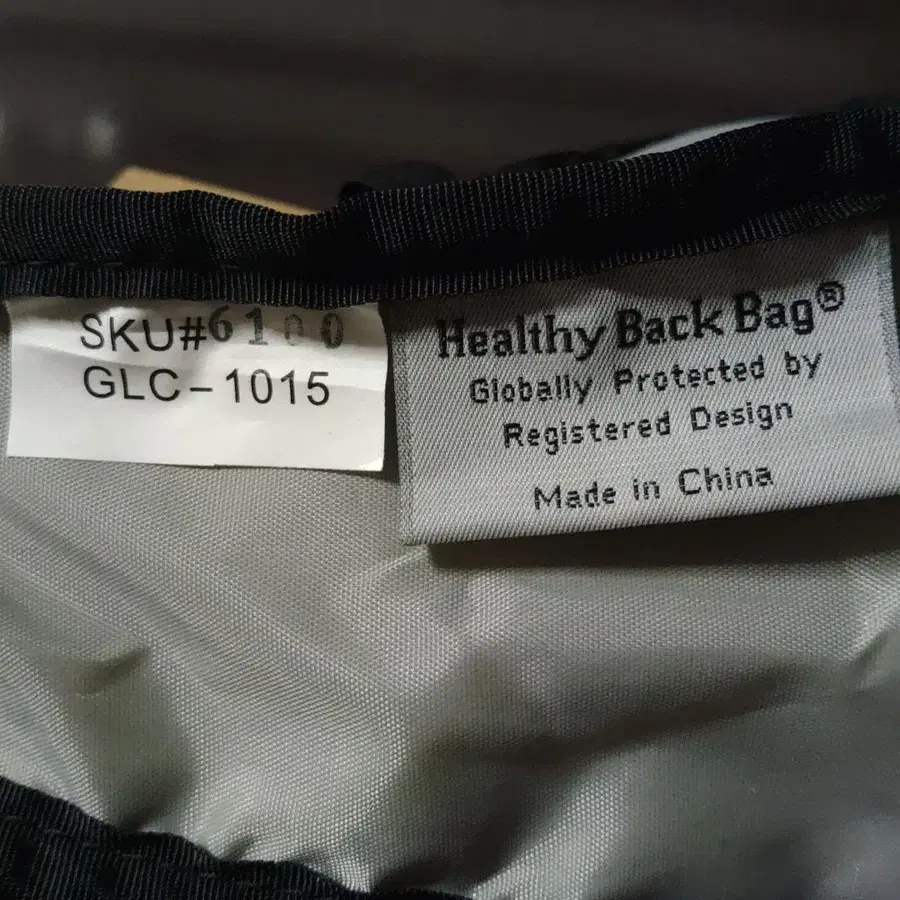 SKU#6100
GLC-1015
Healthy Back Bag®
Globally Protected by
Registered Design
Made in China